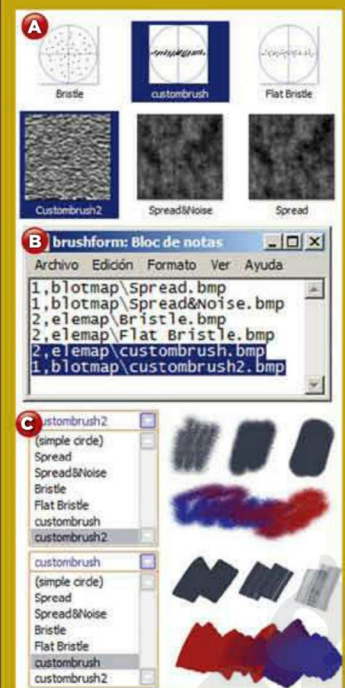 A
Bristle
custombrush
Flat Bristle
Custombrush2
Spread&Noise
Spread
B
brushform: Bloc de notas
Archivo Edición Formato Ver Ayuda
1,blotmap\Spread.bmp
1,blotmap\Spread&Noise.bmp
2,elemap\Bristle.bmp
2,elemap\Flat Bristle.bmp
2,elemap\custombrush.bmp
1,blotmap\custombrush2.bmp
C
ustombrush2
(simple circle)
Spread
Spread&Noise
Bristle
Flat Bristle
custombrush
custombrush2
custombrush
(simple circle)
Spread
Spread&Noise
Bristle
Flat Bristle
custombrush
custombrush2